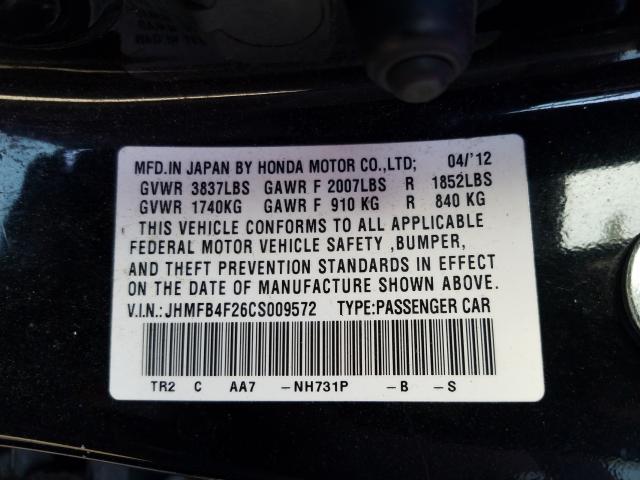 MFD.IN JAPAN BY HONDA MOTOR CO.,LTD; 04/'12
GVWR 3837LBS GAWR F 2007LBS R 1852LBS
GVWR 1740KG GAWR F 910 KG R 840 KG
THIS VEHICLE CONFORMS TO ALL APPLICABLE
FEDERAL MOTOR VEHICLE SAFETY ,BUMPER,
AND THEFT PREVENTION STANDARDS IN EFFECT
ON THE DATE OF MANUFACTURE SHOWN ABOVE.
V.I.N.:JHMFB4F26CS009572 TYPE:PASSENGER CAR
TR2 C AA7 -NH731P -B -S